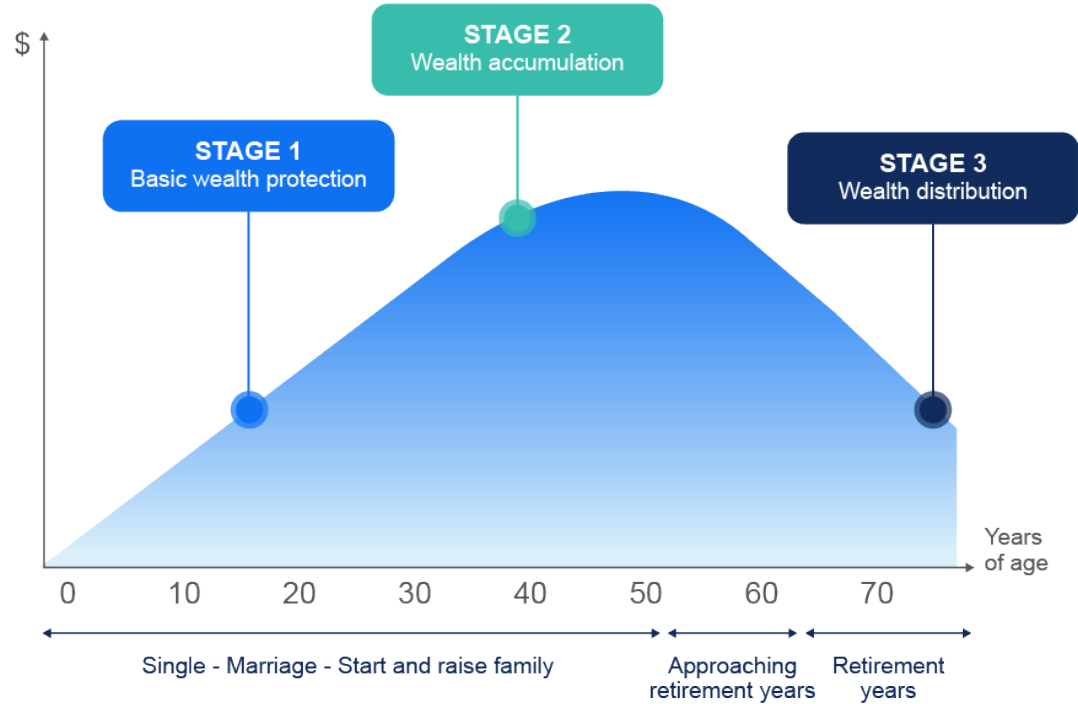 $
STAGE 1
Basic wealth protection
STAGE 2
Wealth accumulation
STAGE 3
Wealth distribution
Years
of age
0 10 20 30 40 50 60 70
Single - Marriage - Start and raise family
Approaching
retirement years
Retirement
years